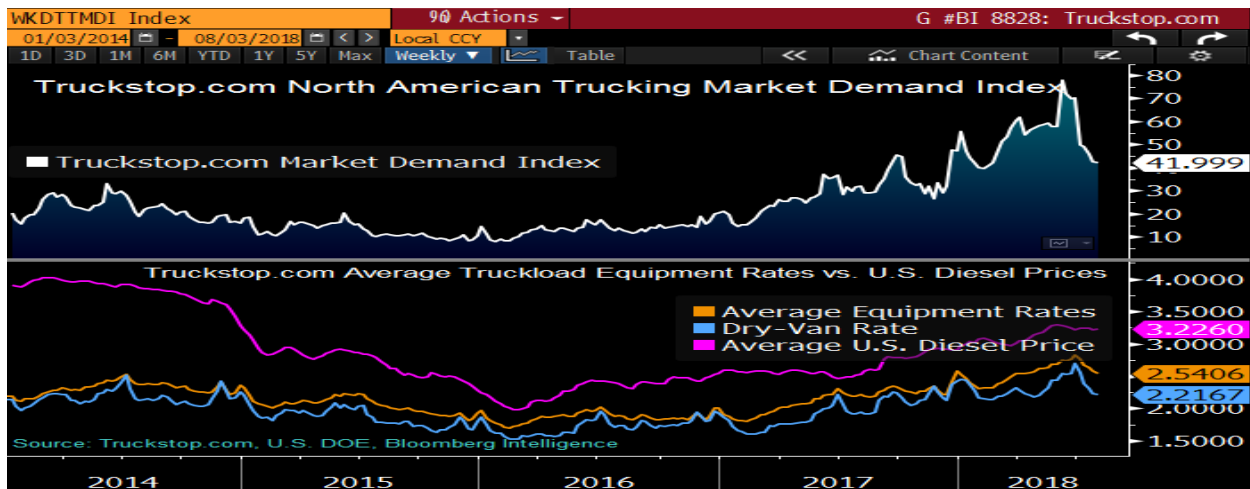 WKDTTMDI Index 90 Actions G #BI 8828: Truckstop.com
01/03/2014 - 08/03/2018 < > Local CCY
1D 3D 1M 6M YTD 1Y 5Y Max Weekly ▼ Table << Chart Content
Truckstop.com North American Trucking Market Demand Index
Truckstop.com Market Demand Index
80
70
60
50
41.999
30
20
10
Truckstop.com Average Truckload Equipment Rates vs. U.S. Diesel Prices
Average Equipment Rates
Dry-Van Rate
Average U.S. Diesel Price
4.0000
3.5000
3.2260
3.0000
2.5406
2.2167
2.0000
1.5000
Source: Truckstop.com, U.S. DOE, Bloomberg Intelligence
2014 2015 2016 2017 2018